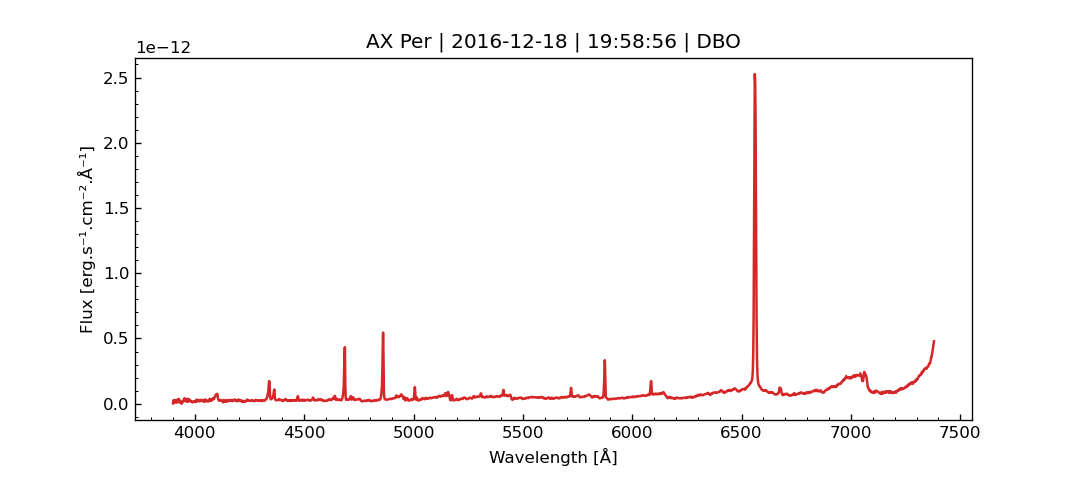 AX Per | 2016-12-18 | 19:58:56 | DBO
1e−12
2.5
2.0
1.5
1.0
0.5
0.0
Flux [erg.s⁻¹.cm⁻².Å⁻¹]
4000 4500 5000 5500 6000 6500 7000 7500
Wavelength [Å]